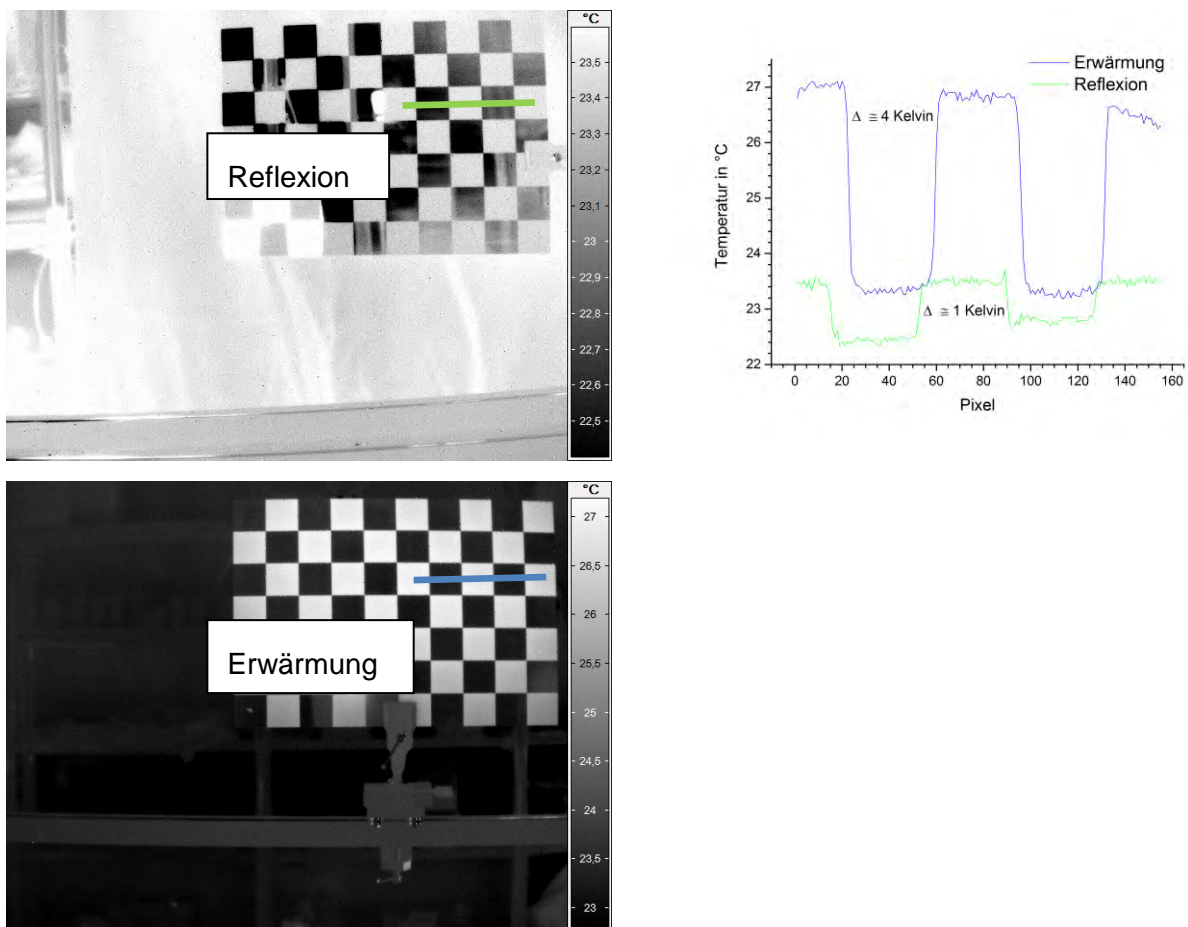 °C
23,5
23,4
23,3
23,2
23,1
23
22,9
22,8
22,7
22,6
22,5
Reflexion
Erwärmung
Reflexion
27
26
25
24
23
22
Δ ≅ 4 Kelvin
Δ ≅ 1 Kelvin
0 20 40 60 80 100 120 140 160
Temperatur in °C
Pixel
°C
27
26,5
26
25,5
25
24,5
24
23,5
23
Erwärmung